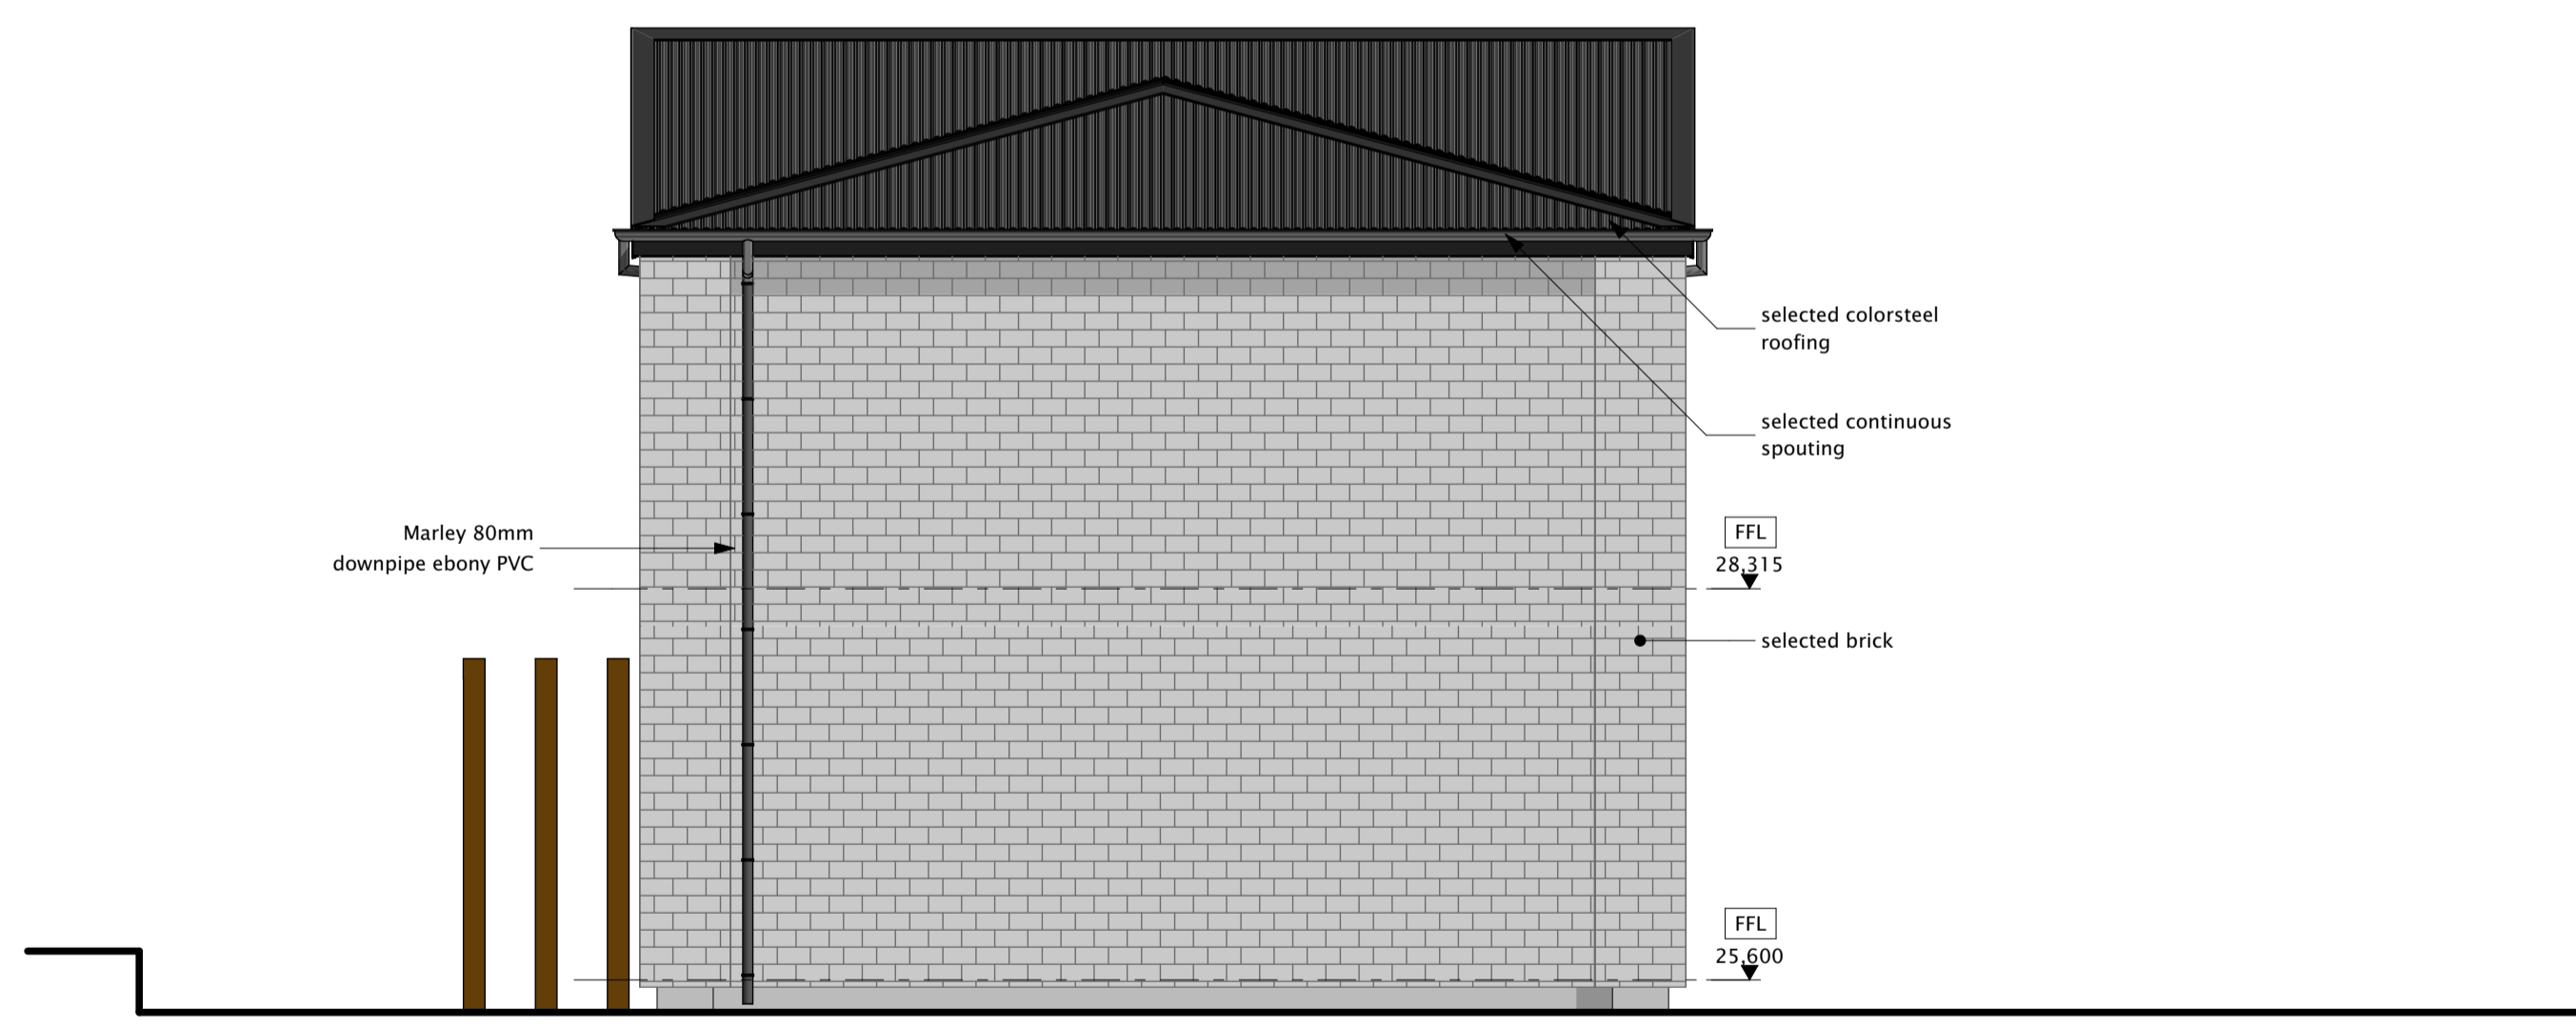 selected colorsteel
roofing
selected continuous
spouting
Marley 80mm
downpipe ebony PVC
FFL
28,315
selected brick
FFL
25,600